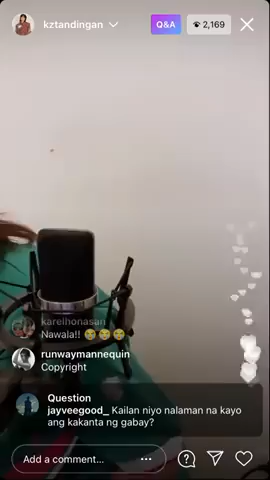 kztandingan
Q&A
2,169
kareihonasan
Nawala!! 😭😭😭
runwaymannequin
Copyright
Question
jayveegood_ Kailan niyo nalaman na kayo
ang kakanta ng gabay?
Add a comment...